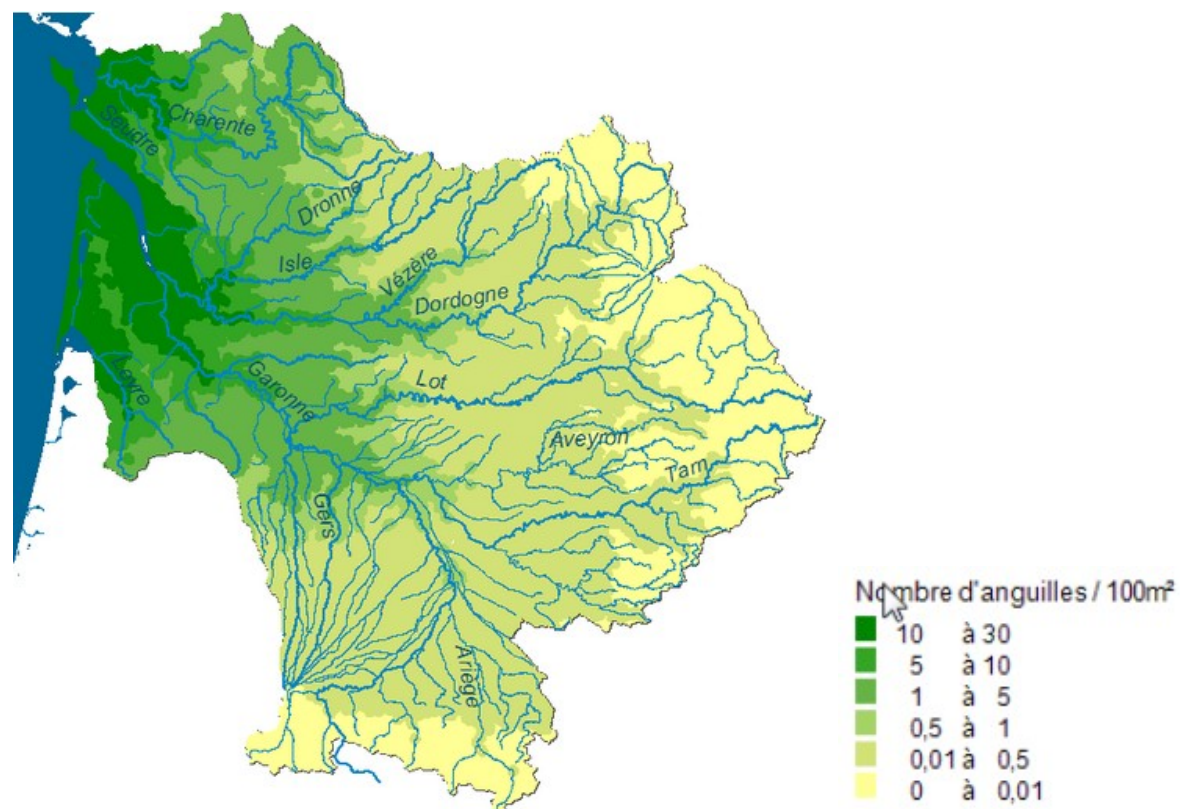 Charente
Seudre
Dronne
Isle
Vézère
Dordogne
Leyre
Garonne
Lot
Aveyron
Tarn
Gers
Ariege
Nombre d'anguilles / 100m²
10 à 30
5 à 10
1 à 5
0,5 à 1
0,01 à 0,5
0 à 0,01